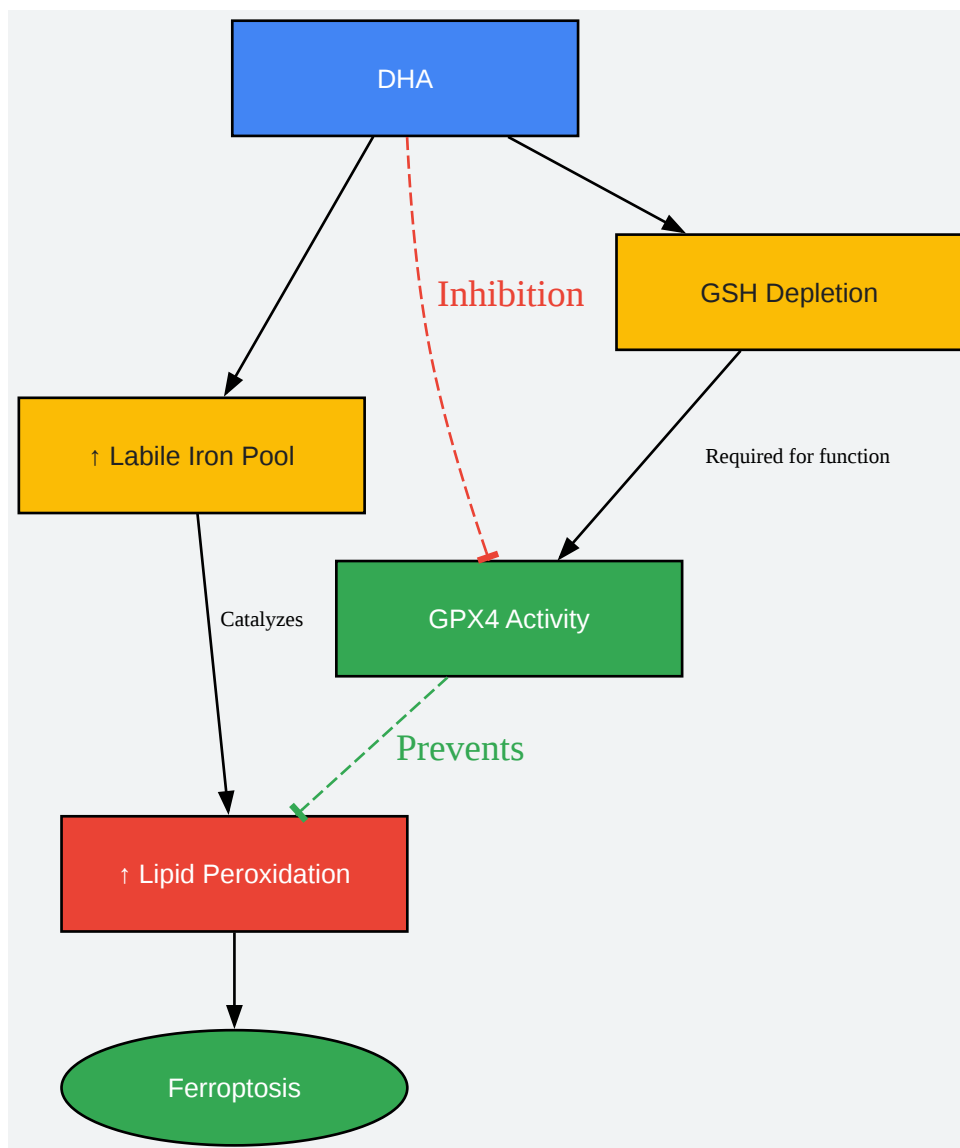 DHA
Inhibition
GSH Depletion
↑ Labile Iron Pool
Required for function
Catalyzes
GPX4 Activity
Prevents
↑ Lipid Peroxidation
Ferroptosis